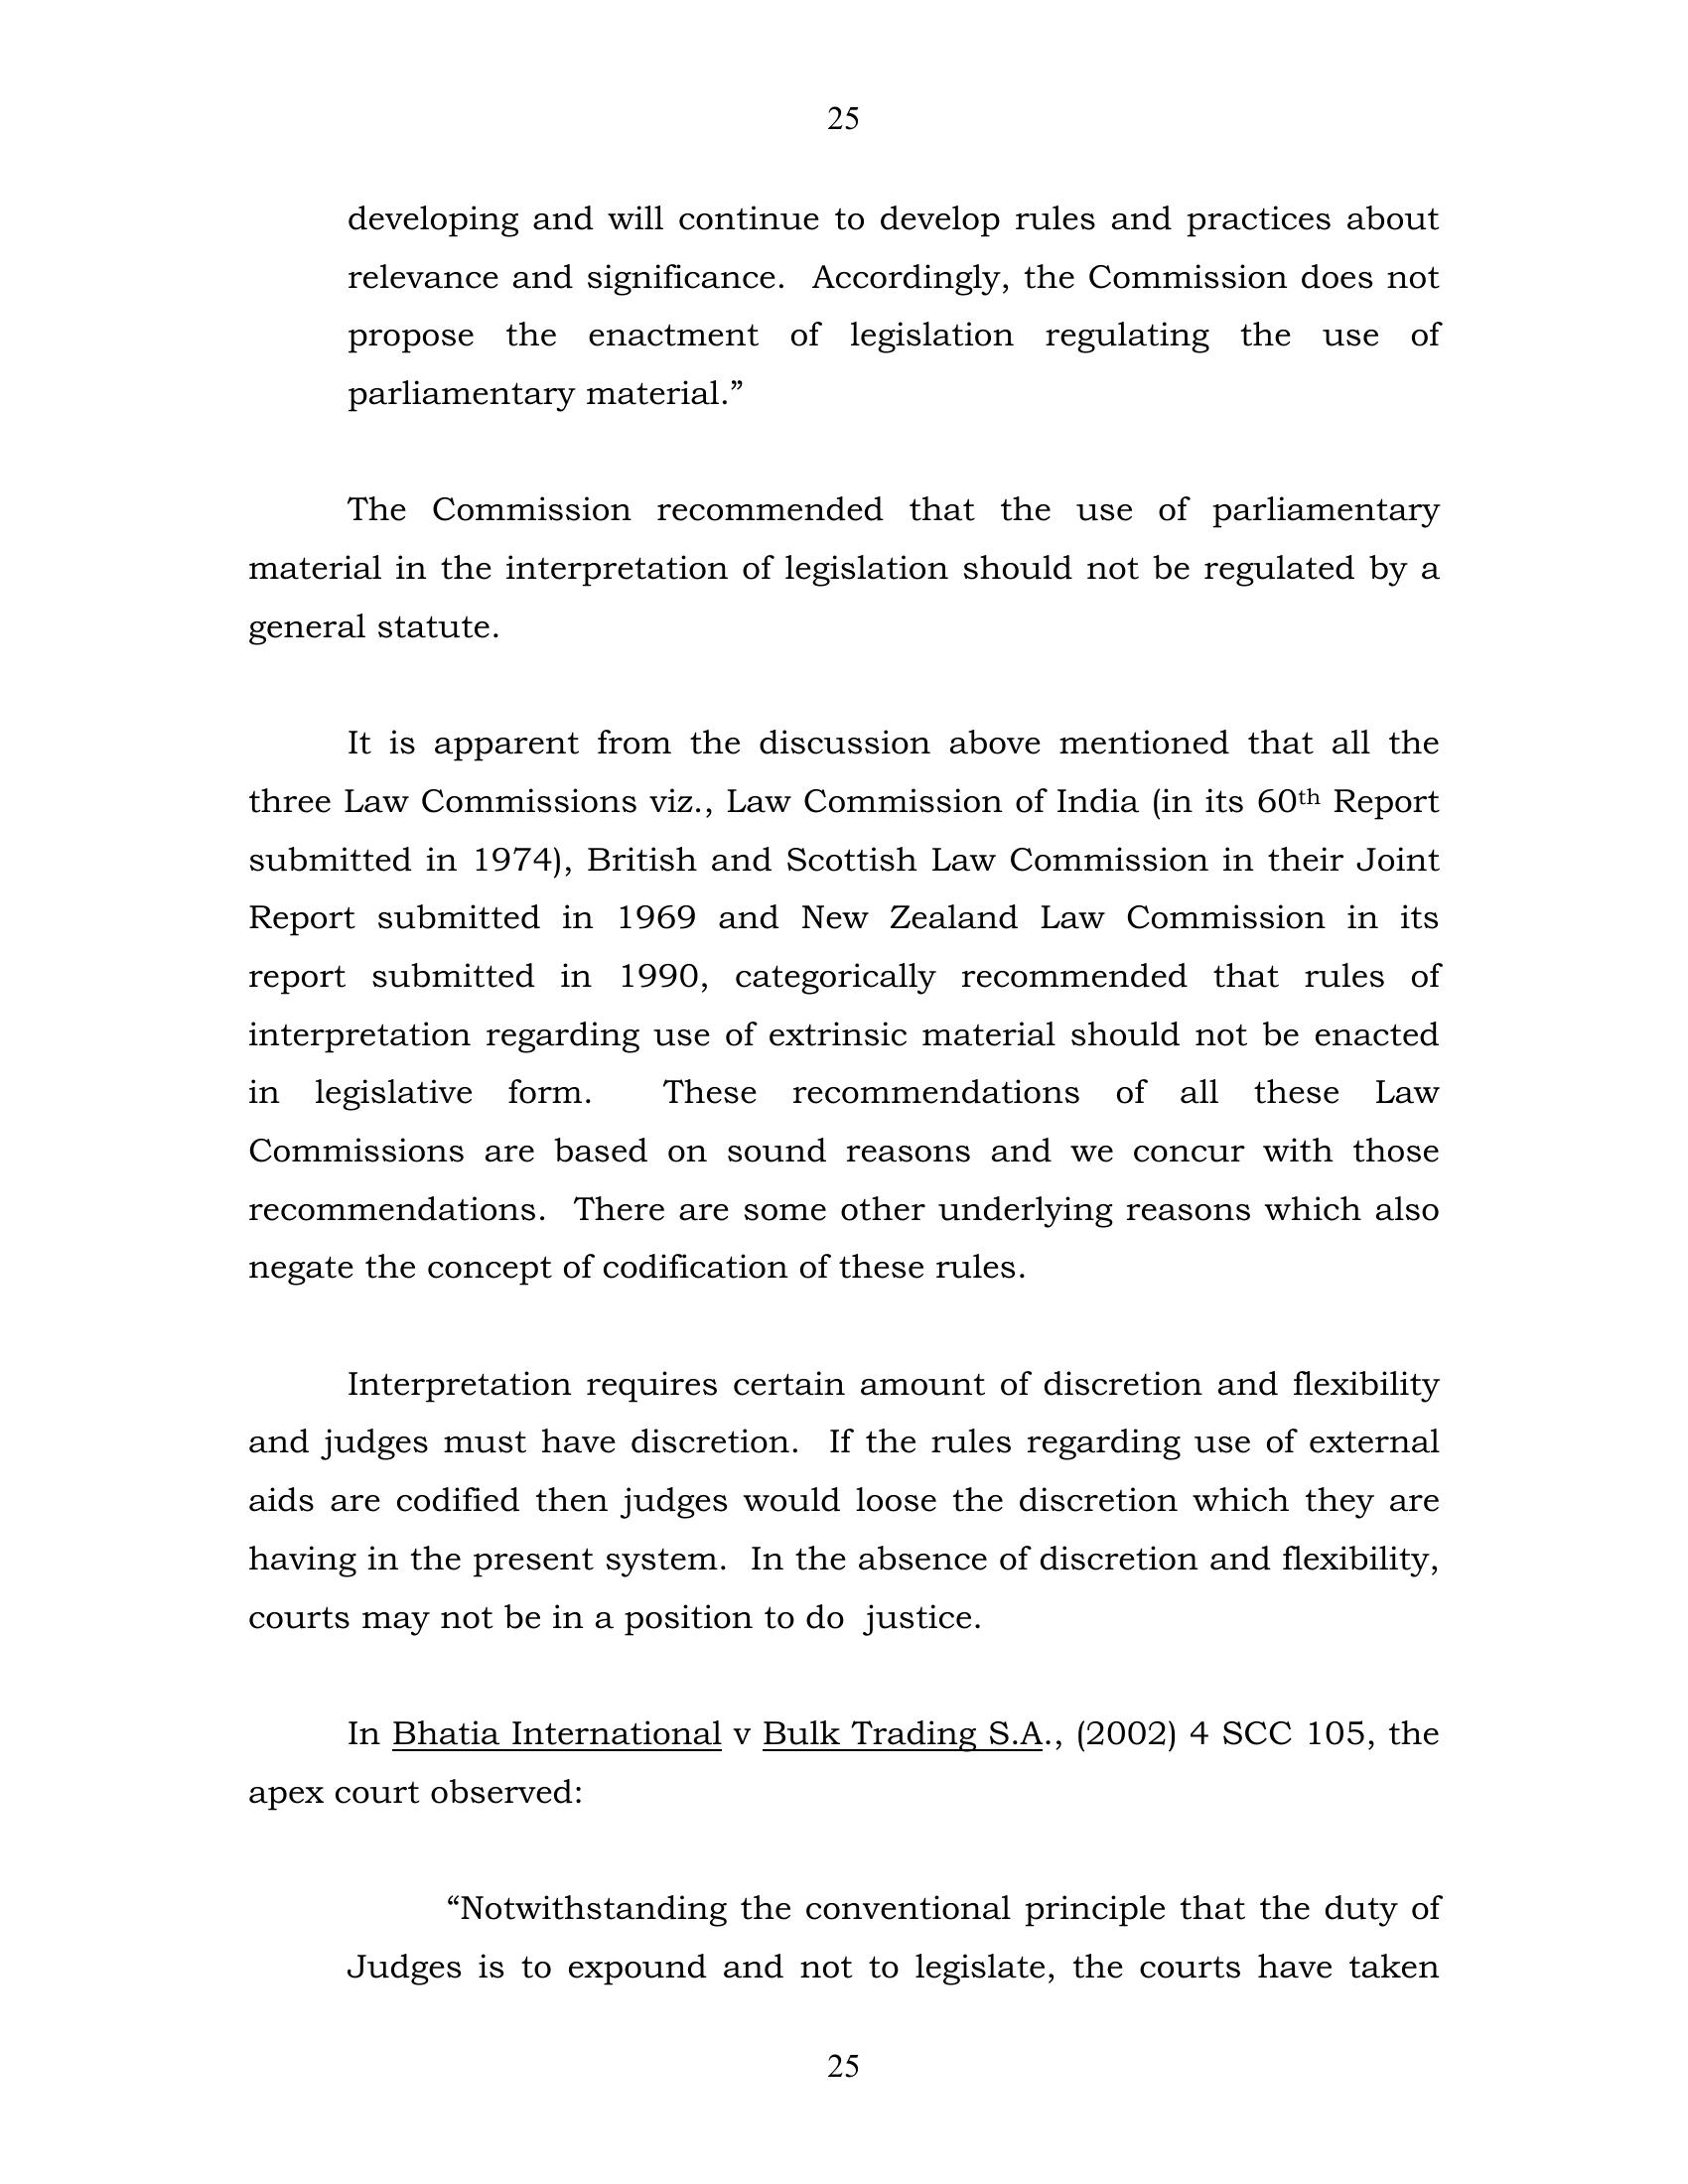 25
developing and will continue to develop rules and practices about
relevance and significance.  Accordingly, the Commission does not
propose the enactment of legislation regulating the use of
parliamentary material.”
The Commission recommended that the use of parliamentary
material in the interpretation of legislation should not be regulated by a
general statute.
It is apparent from the discussion above mentioned that all the
three Law Commissions viz., Law Commission of India (in its 60th Report
submitted in 1974), British and Scottish Law Commission in their Joint
Report submitted in 1969 and New Zealand Law Commission in its
report submitted in 1990, categorically recommended that rules of
interpretation regarding use of extrinsic material should not be enacted
in legislative form.  These recommendations of all these Law
Commissions are based on sound reasons and we concur with those
recommendations.  There are some other underlying reasons which also
negate the concept of codification of these rules.
Interpretation requires certain amount of discretion and flexibility
and judges must have discretion.  If the rules regarding use of external
aids are codified then judges would loose the discretion which they are
having in the present system.  In the absence of discretion and flexibility,
courts may not be in a position to do  justice.
In Bhatia International v Bulk Trading S.A., (2002) 4 SCC 105, the
apex court observed:
“Notwithstanding the conventional principle that the duty of
Judges is to expound and not to legislate, the courts have taken
25